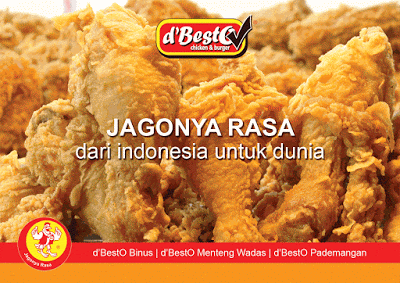 d'BestO
chicken & burger
JAGONYA RASA
dari indonesia untuk dunia
Jagonya Rasa
d'BestO Binus | d'BestO Menteng Wadas | d'BestO Pademangan